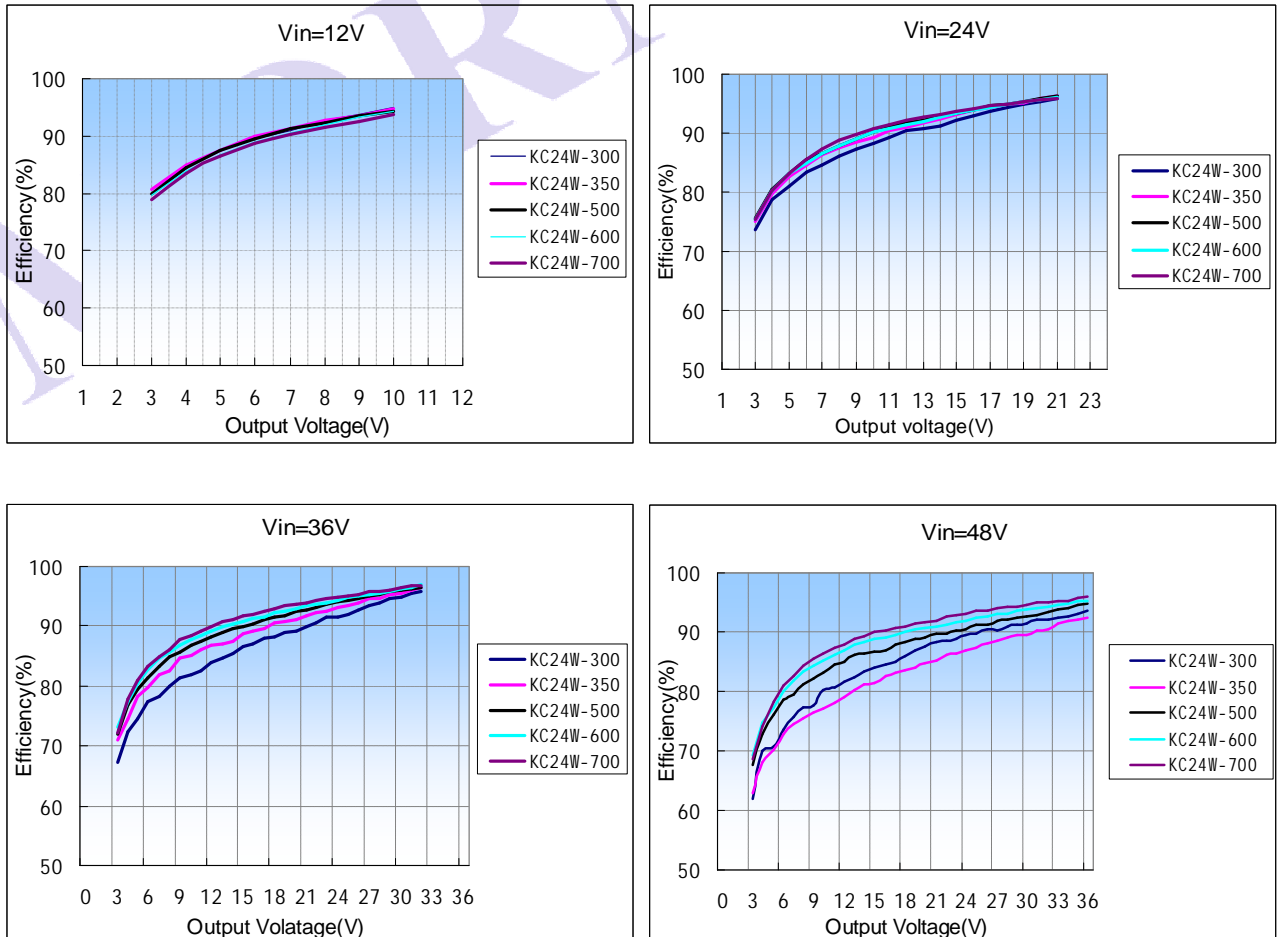 Vin=12V
100
90
80
70
60
50
Efficiency(%)
1 2 3 4 5 6 7 8 9 10 11 12
Output Voltage(V)
KC24W-300
KC24W-350
KC24W-500
KC24W-600
KC24W-700
Vin=24V
100
90
80
70
60
50
Efficiency(%)
1 3 5 7 9 11 13 15 17 19 21 23
Output voltage(V)
KC24W-300
KC24W-350
KC24W-500
KC24W-600
KC24W-700
Vin=36V
100
90
80
70
60
50
Efficiency(%)
0 3 6 9 12 15 18 21 24 27 30 33 36
Output Volatage(V)
KC24W-300
KC24W-350
KC24W-500
KC24W-600
KC24W-700
Vin=48V
100
90
80
70
60
50
Efficiency(%)
0 3 6 9 12 15 18 21 24 27 30 33 36
Output Voltage(V)
KC24W-300
KC24W-350
KC24W-500
KC24W-600
KC24W-700